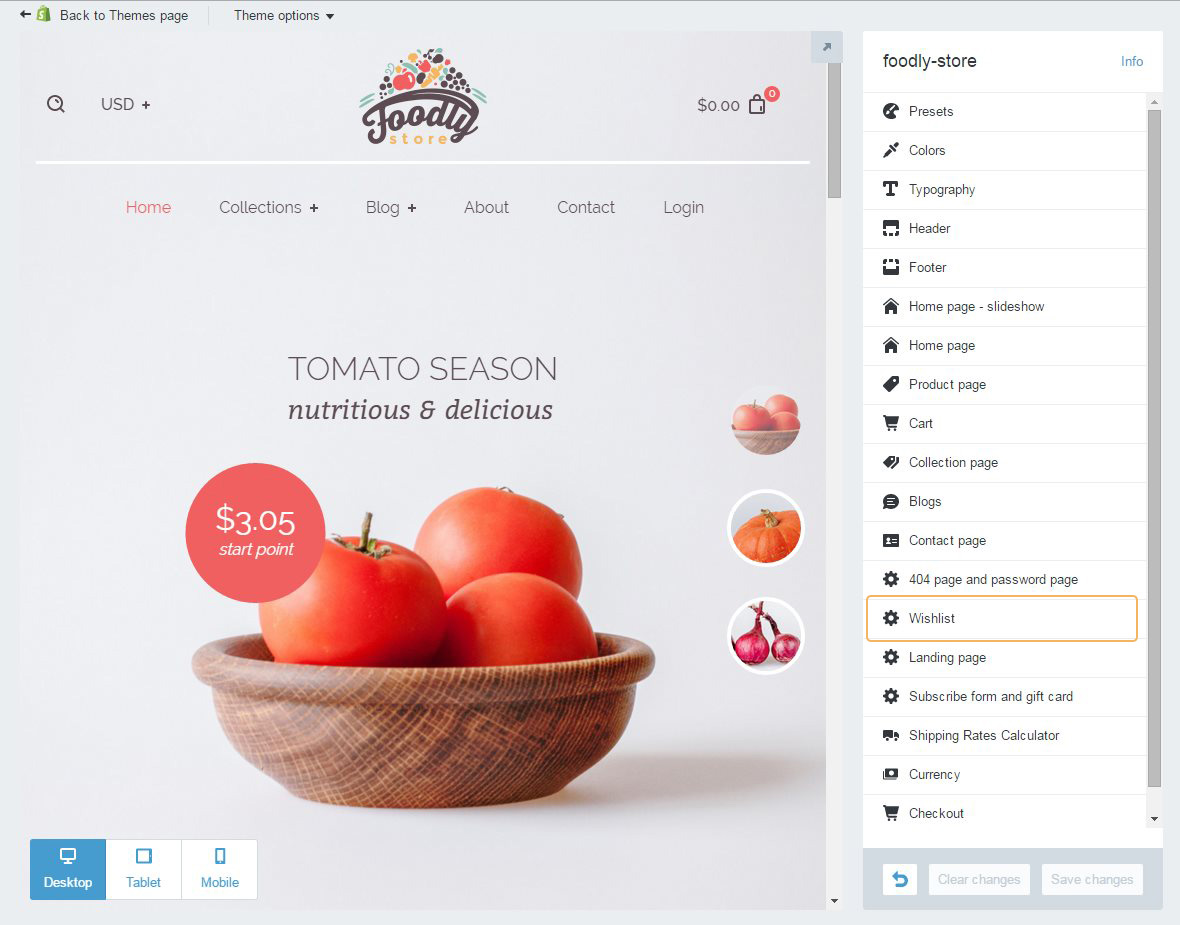 Back to Themes page
Theme options
USD +
Foodly
store
$0.00
0
Home
Collections +
Blog +
About
Contact
Login
TOMATO SEASON
nutritious & delicious
$3.05
start point
Desktop
Tablet
Mobile
foodly-store
Info
Presets
Colors
Typography
Header
Footer
Home page - slideshow
Home page
Product page
Cart
Collection page
Blogs
Contact page
404 page and password page
Wishlist
Landing page
Subscribe form and gift card
Shipping Rates Calculator
Currency
Checkout
Clear changes
Save changes